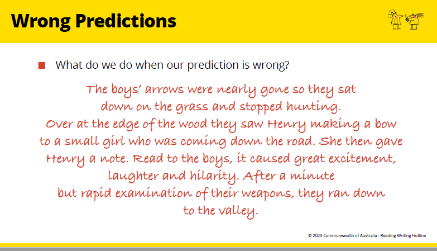 Wrong Predictions
What do we do when our prediction is wrong?
The boys' arrows were nearly gone so they sat
down on the grass and stopped hunting.
Over at the edge of the wood they saw Henry making a bow
to a small girl who was coming down the road. She then gave
Henry a note. Read to the boys, it caused great excitement,
laughter and hilarity. After a minute
but rapid examination of their weapons, they ran down
to the valley.
© 2023 Commonwealth of Australia - Reading Writing Hotline